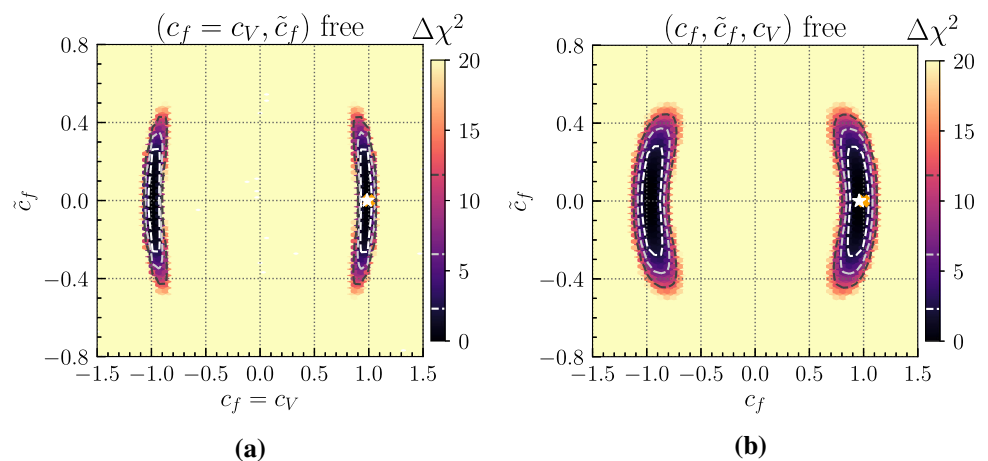 (c_f = c_V, c̃_f) free Δχ²
0.8
0.4
0.0
−0.4
−0.8
c̃_f
−1.5 −1.0 −0.5 0.0 0.5 1.0 1.5
c_f = c_V
20
15
10
5
0
(a)
(c_f, c̃_f, c_V) free Δχ²
0.8
0.4
0.0
−0.4
−0.8
c̃_f
−1.5 −1.0 −0.5 0.0 0.5 1.0 1.5
c_f
20
15
10
5
0
(b)